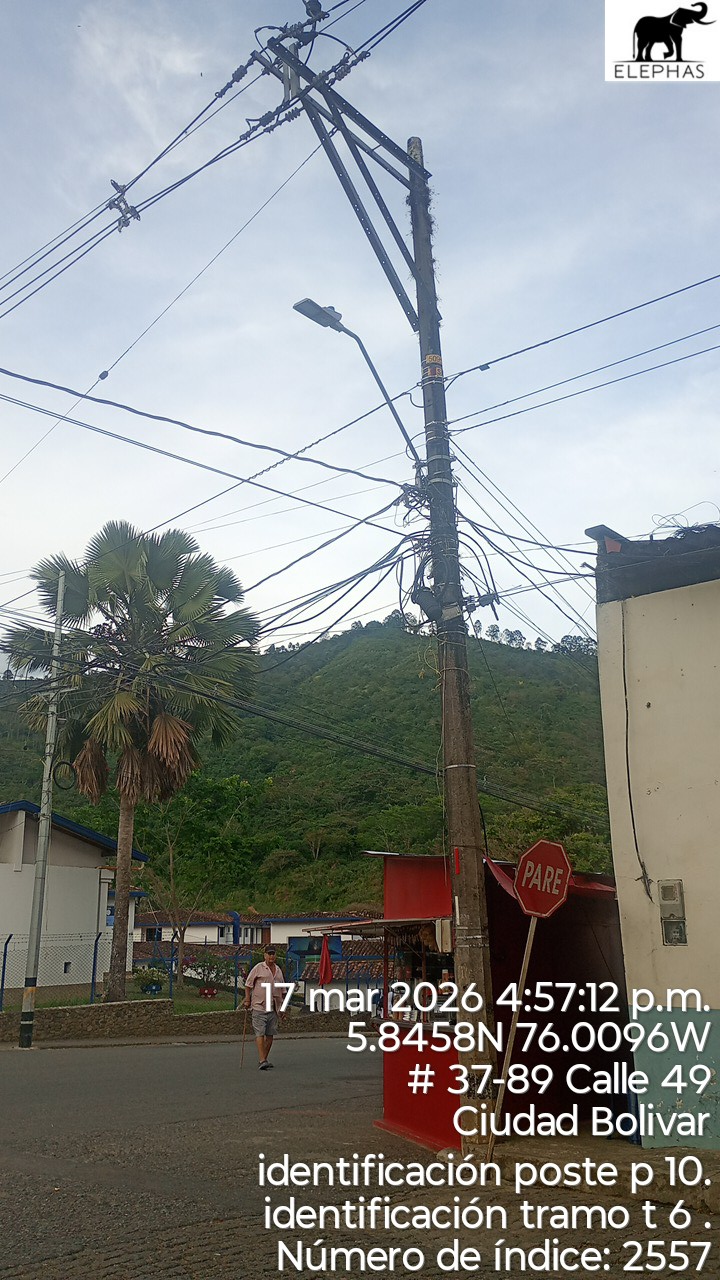 ELEPHAS
PARE
17 mar 2026 4:57:12 p.m.
5.8458N 76.0096W
# 37-89 Calle 49
Ciudad Bolivar
identificación poste p 10.
identificación tramo t 6 .
Número de índice: 2557